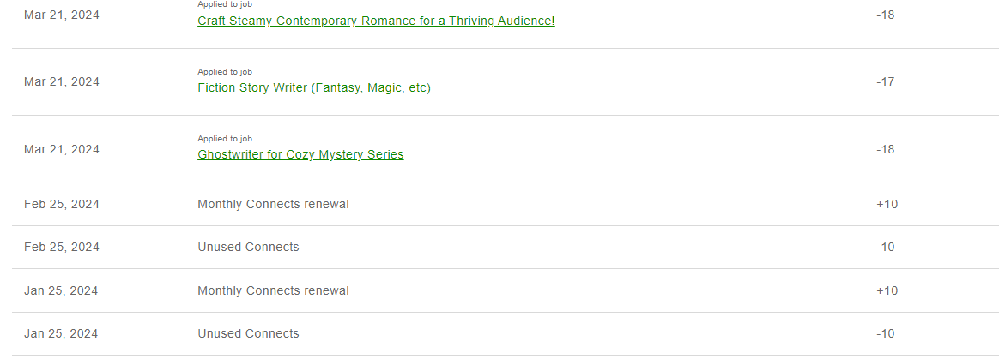 Applied to job
Mar 21, 2024 Craft Steamy Contemporary Romance for a Thriving Audience! -18
Applied to job
Mar 21, 2024 Fiction Story Writer (Fantasy, Magic, etc) -17
Applied to job
Mar 21, 2024 Ghostwriter for Cozy Mystery Series -18
Feb 25, 2024 Monthly Connects renewal +10
Feb 25, 2024 Unused Connects -10
Jan 25, 2024 Monthly Connects renewal +10
Jan 25, 2024 Unused Connects -10